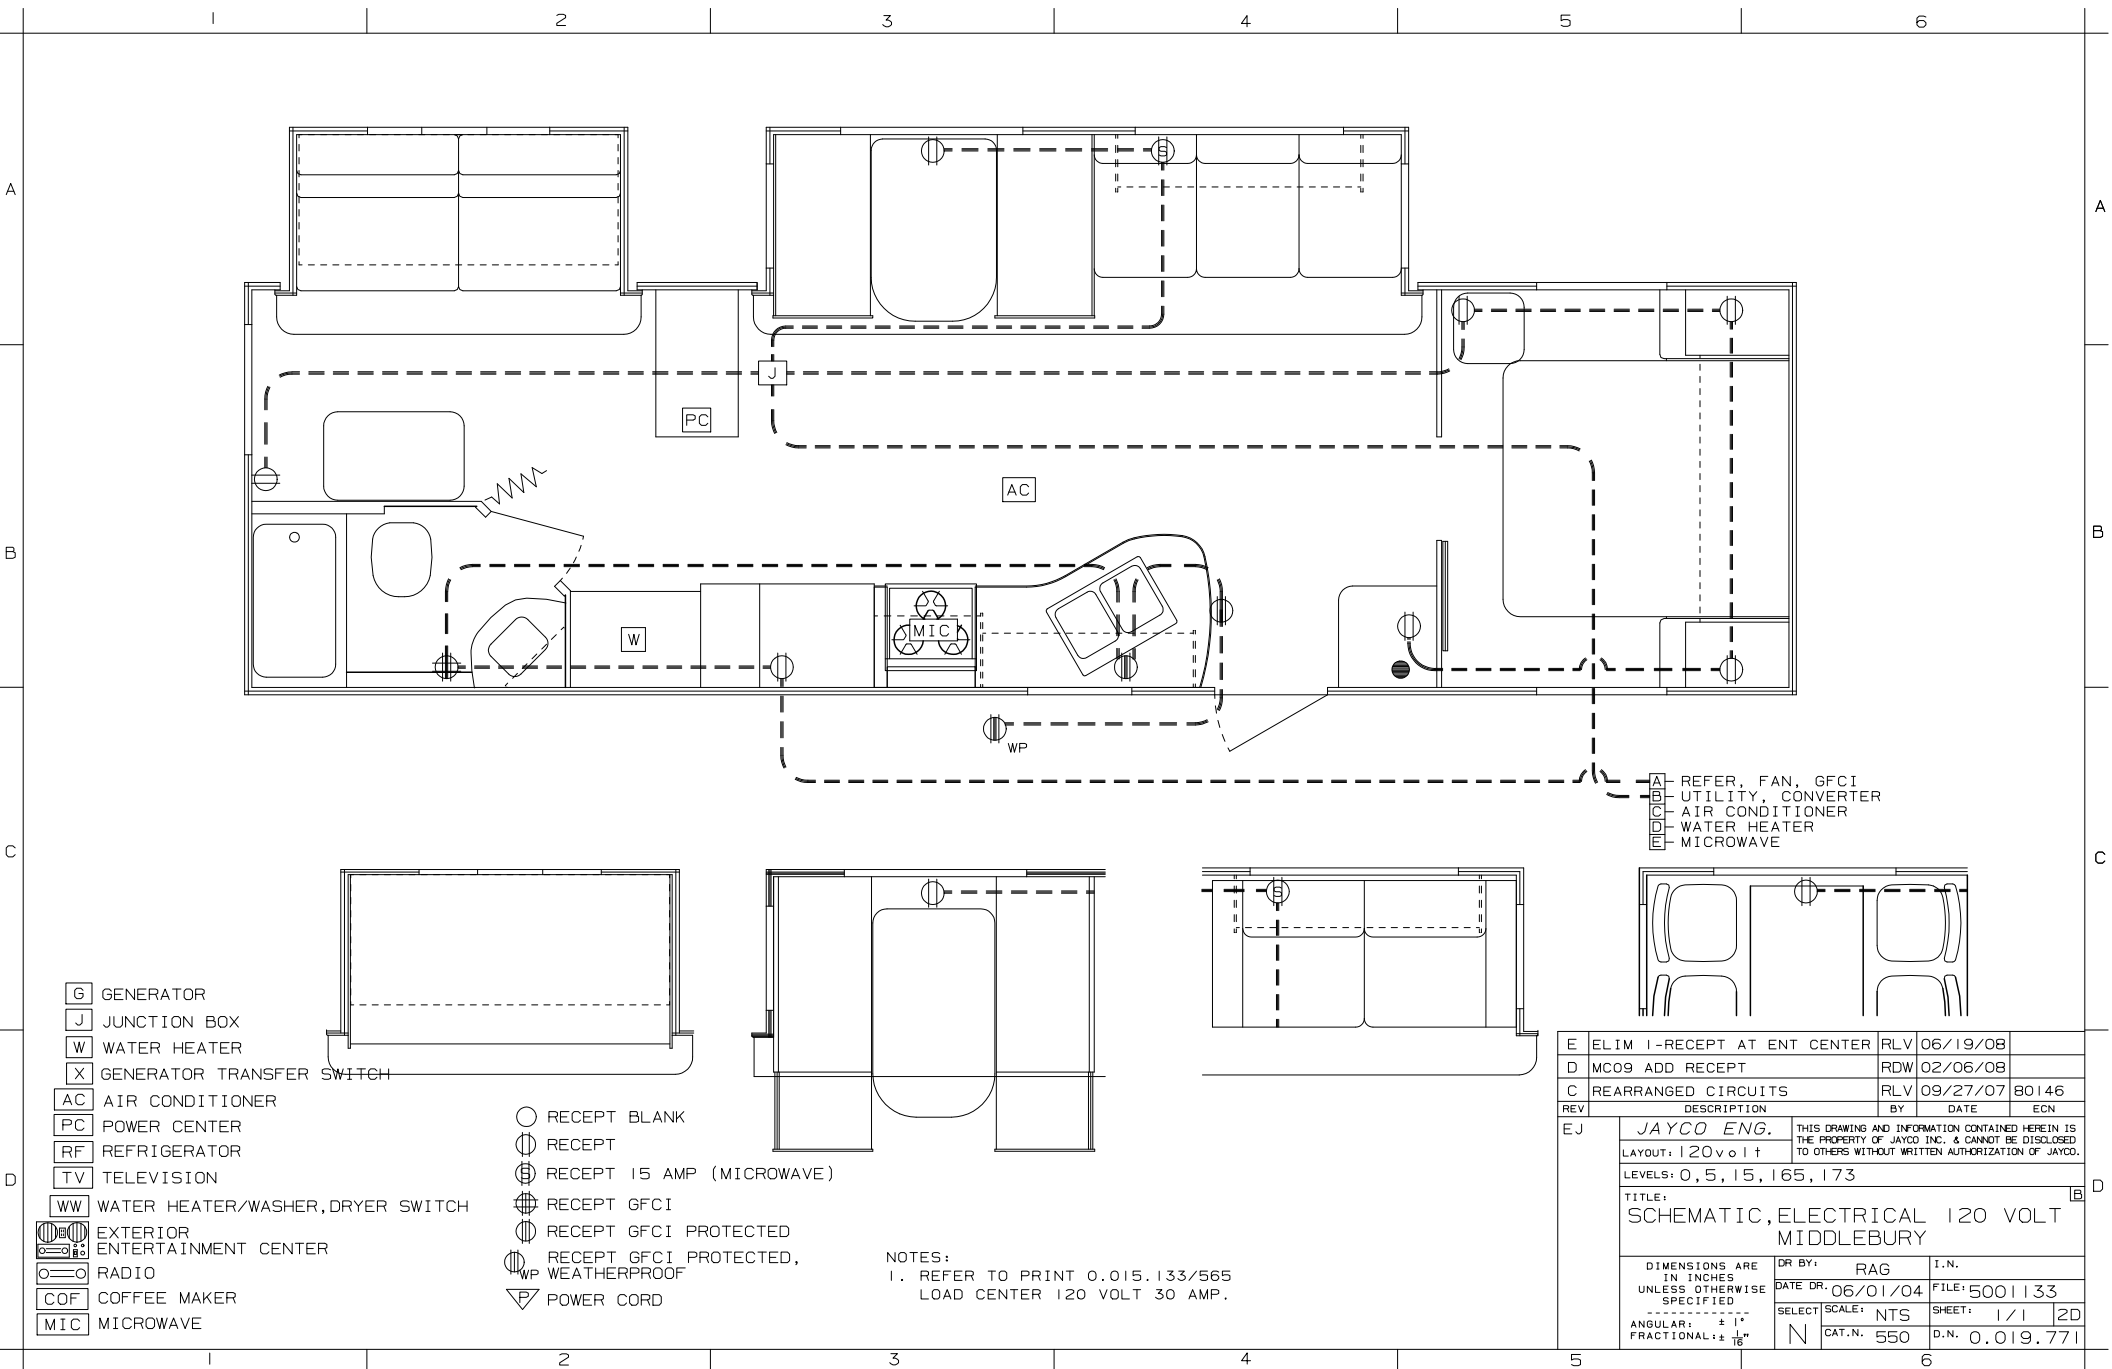 1 2 3 4 5 6
A
A
B
B
C
C
D
D
S
J
PC
AC
W
MIC
WP
A REFER, FAN, GFCI
B UTILITY, CONVERTER
C AIR CONDITIONER
D WATER HEATER
E MICROWAVE
S
G GENERATOR
J JUNCTION BOX
W WATER HEATER
X GENERATOR TRANSFER SWITCH
AC AIR CONDITIONER
PC POWER CENTER
RF REFRIGERATOR
TV TELEVISION
WW WATER HEATER/WASHER,DRYER SWITCH
EXTERIOR
ENTERTAINMENT CENTER
RADIO
COF COFFEE MAKER
MIC MICROWAVE
RECEPT BLANK
RECEPT
S RECEPT 15 AMP (MICROWAVE)
RECEPT GFCI
RECEPT GFCI PROTECTED
RECEPT GFCI PROTECTED,
WP WEATHERPROOF
P POWER CORD
NOTES:
1. REFER TO PRINT 0.015.133/565
LOAD CENTER 120 VOLT 30 AMP.
E ELIM 1-RECEPT AT ENT CENTER RLV 06/19/08
D MC09 ADD RECEPT RDW 02/06/08
C REARRANGED CIRCUITS RLV 09/27/07 80146
REV DESCRIPTION BY DATE ECN
EJ
JAYCO ENG.
LAYOUT: 120volt
THIS DRAWING AND INFORMATION CONTAINED HEREIN IS
THE PROPERTY OF JAYCO INC. & CANNOT BE DISCLOSED
TO OTHERS WITHOUT WRITTEN AUTHORIZATION OF JAYCO.
LEVELS: 0,5,15,165,173
TITLE: B
SCHEMATIC,ELECTRICAL 120 VOLT
MIDDLEBURY
DIMENSIONS ARE
IN INCHES
UNLESS OTHERWISE
SPECIFIED
ANGULAR: ± 1°
FRACTIONAL: ± 1/16"
DR BY: RAG I.N.
DATE DR. 06/01/04 FILE: 5001133
SELECT N SCALE: NTS SHEET: 1/1 2D
CAT.N. 550 D.N. 0.019.771
1 2 3 4 5 6